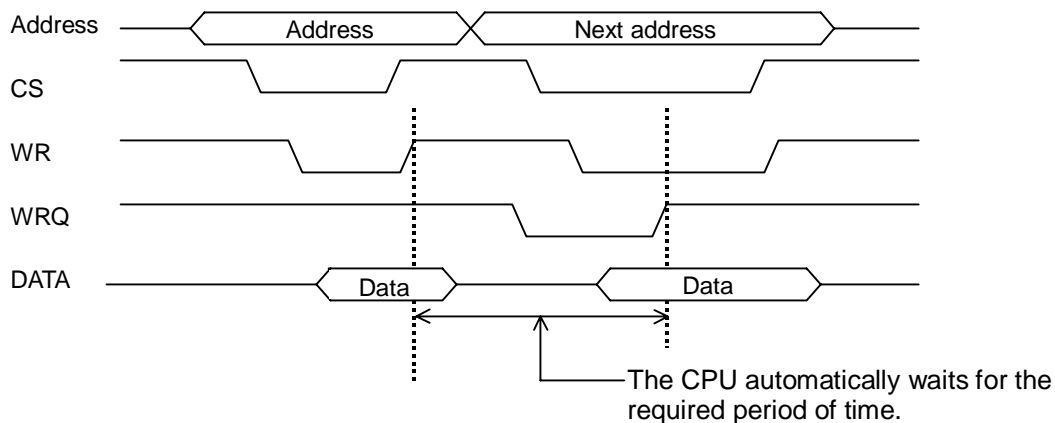 Address
Address
Next address
CS
WR
WRQ
DATA
Data
Data
The CPU automatically waits for the
required period of time.